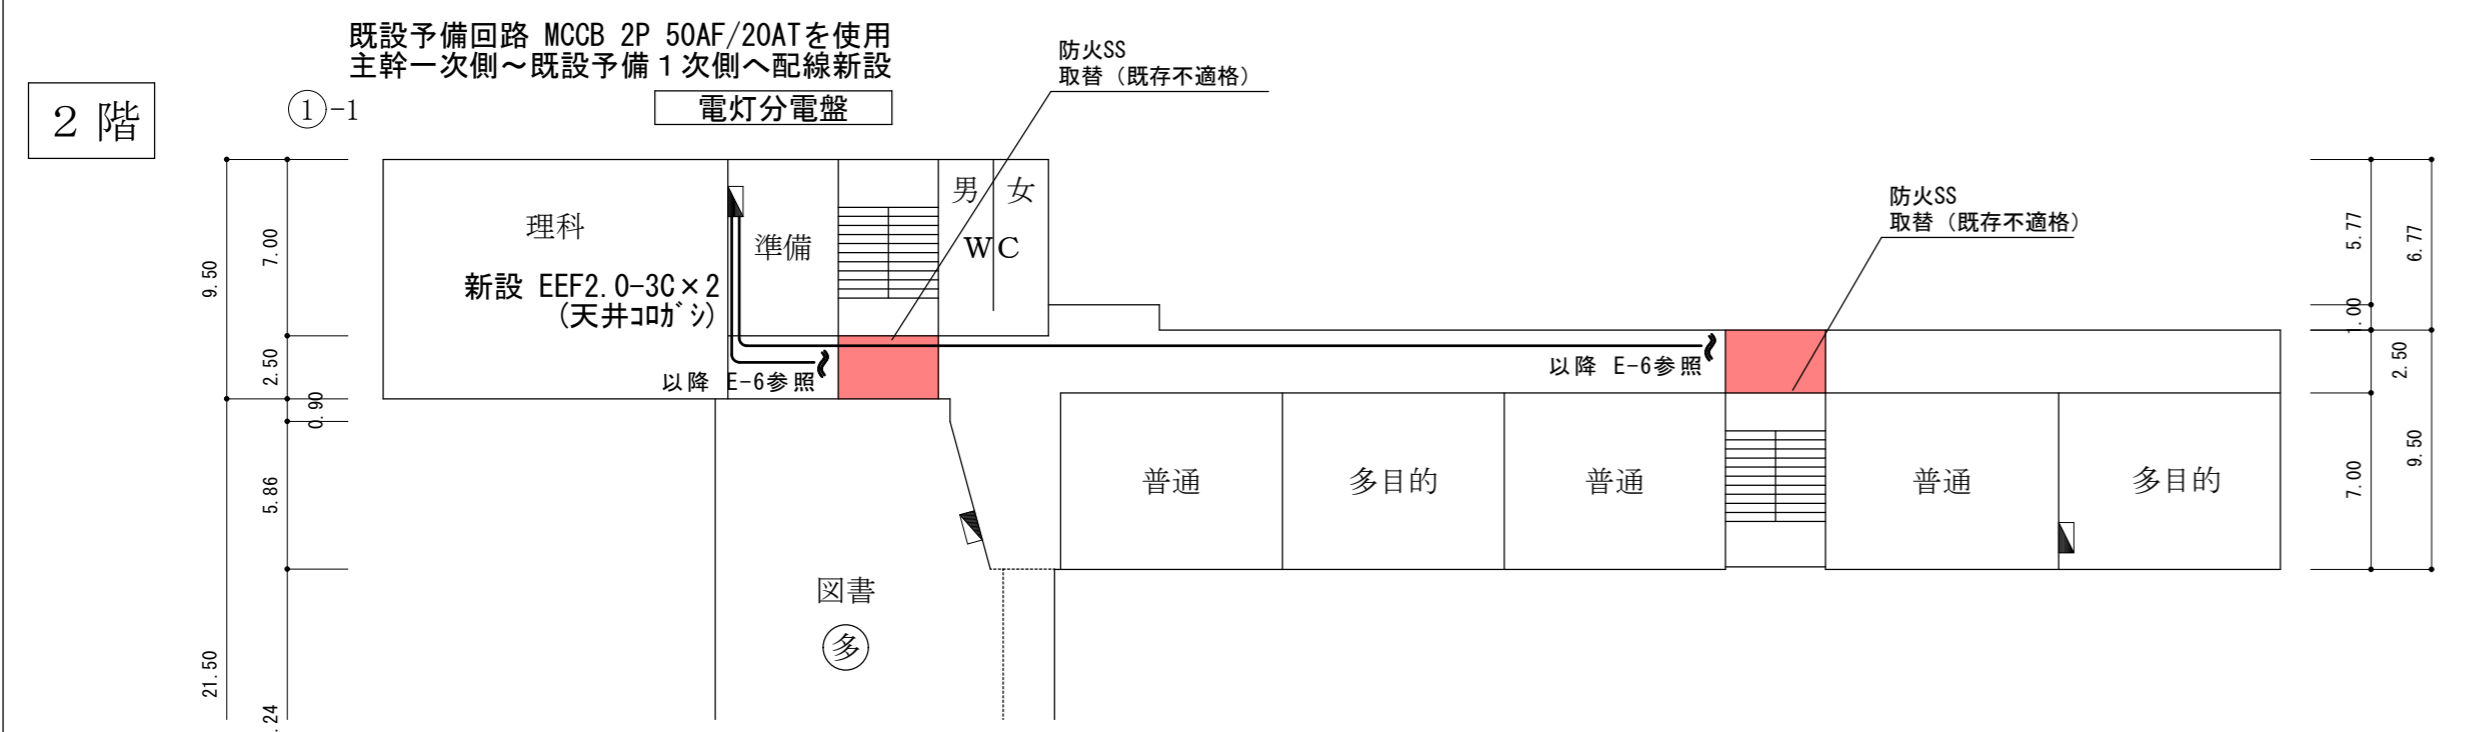 既設予備回路 MCCB 2P 50AF/20ATを使用
主幹一次側～既設予備１次側へ配線新設
２階
①-1
電灯分電盤
防火SS
取替（既存不適格）
防火SS
取替（既存不適格）
理科
準備
男
女
WC
新設 EEF2.0-3C×2
(天井ｺﾛｶﾞｼ)
以降 E-6参照
以降 E-6参照
普通
多目的
普通
普通
多目的
図書
多
9.50
7.00
2.50
0.90
5.86
21.50
.24
5.77
6.77
1.00
2.50
7.00
9.50